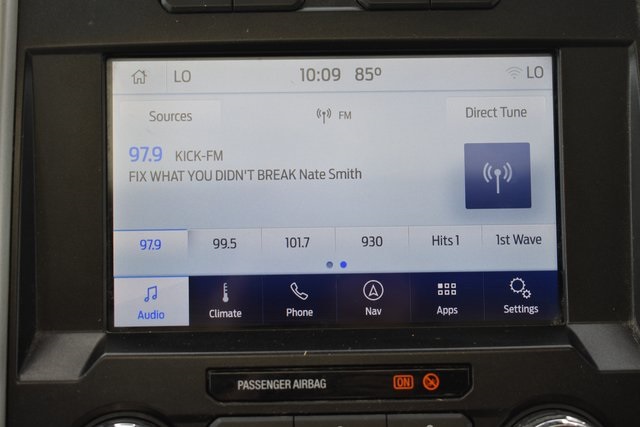 LO 10:09 85º LO
Sources FM Direct Tune
97.9 KICK-FM
FIX WHAT YOU DIDN'T BREAK Nate Smith
97.9 99.5 101.7 930 Hits 1 1st Wave
Audio Climate Phone Nav Apps Settings
PASSENGER AIRBAG ON